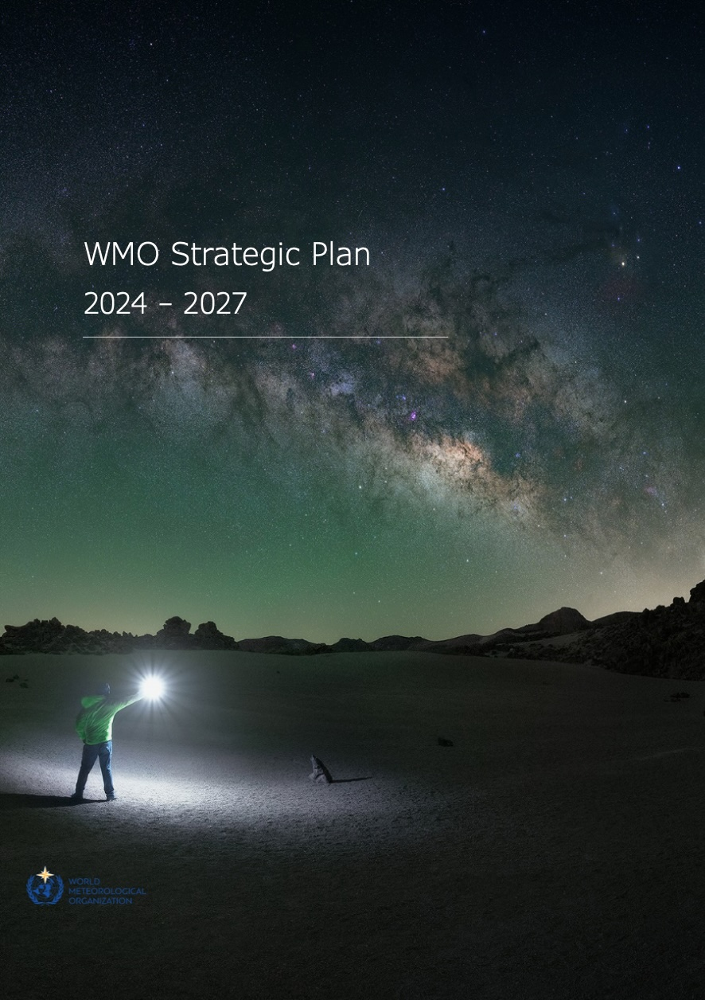 WMO Strategic Plan
2024 – 2027
WORLD
METEOROLOGICAL
ORGANIZATION